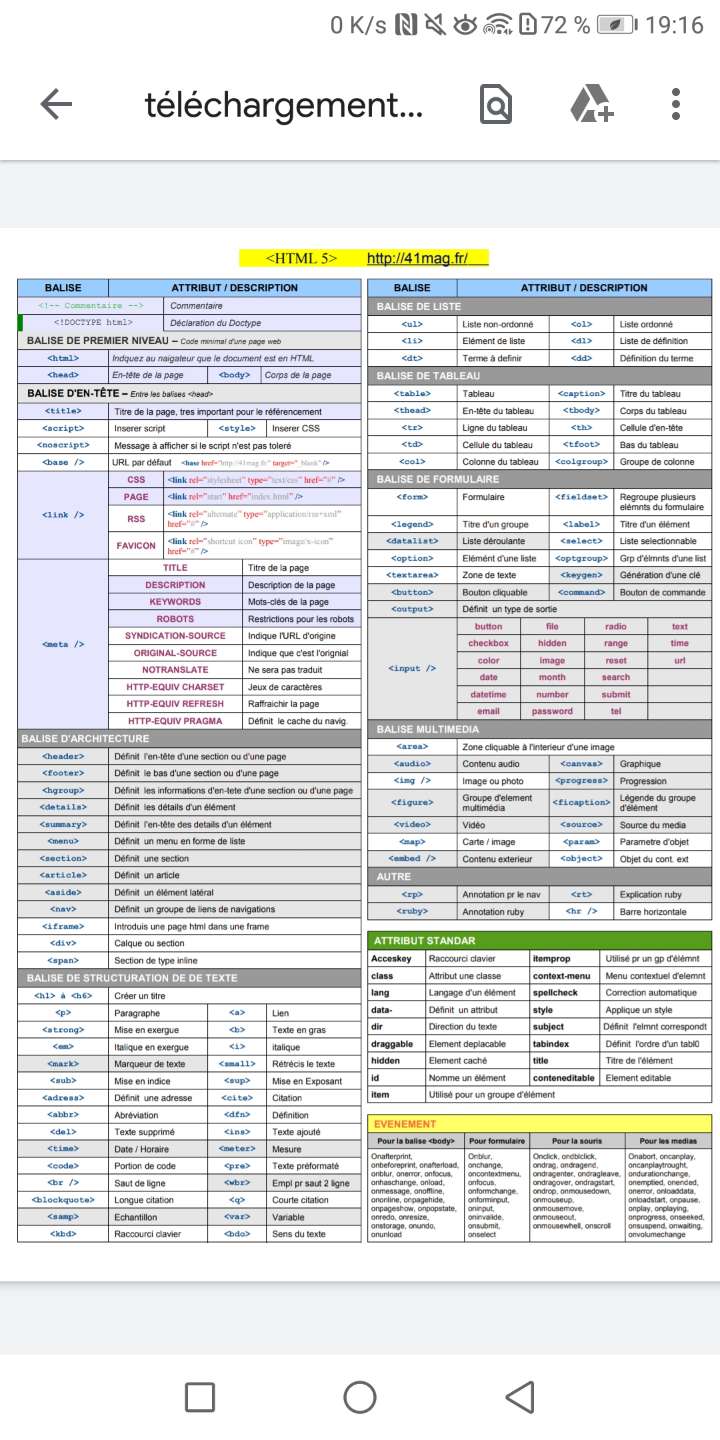 0 K/s 72 % 19:16
téléchargement...
<HTML 5> http://41mag.fr/
BALISE ATTRIBUT / DESCRIPTION
<!-- Commentaire --> Commentaire
<!DOCTYPE html> Déclaration du Doctype
BALISE DE PREMIER NIVEAU – Code minimal d'une page web
<html> Indquez au naigateur que le document est en HTML
<head> En-tête de la page <body> Corps de la page
BALISE D'EN-TÊTE – Entre les balises <head>
<title> Titre de la page, tres important pour le référencement
<script> Inserer script <style> Inserer CSS
<noscript> Message à afficher si le script n'est pas toleré
<base /> URL par défaut <base href="http://41mag.fr/" target="_blank" />
<link />
CSS <link rel="stylesheet" type="text/css" href="#" />
PAGE <link rel="start" href="index.html" />
RSS <link rel="alternate" type="application/rss+xml"
href="#" />
FAVICON <link rel="shortcut icon" type="image/x-icon"
href="#" />
<meta />
TITLE Titre de la page
DESCRIPTION Description de la page
KEYWORDS Mots-clés de la page
ROBOTS Restrictions pour les robots
SYNDICATION-SOURCE Indique l'URL d'origine
ORIGINAL-SOURCE Indique que c'est l'orignial
NOTRANSLATE Ne sera pas traduit
HTTP-EQUIV CHARSET Jeux de caractères
HTTP-EQUIV REFRESH Raffraichir la page
HTTP-EQUIV PRAGMA Définit le cache du navig.
BALISE D'ARCHITECTURE
<header> Définit l'en-tête d'une section ou d'une page
<footer> Définit le bas d'une section ou d'une page
<hgroup> Définit les informations d'en-tete d'une section ou d'une page
<details> Définit les détails d'un élément
<summary> Définit l'en-tête des details d'un élément
<menu> Définit un menu en forme de liste
<section> Définit une section
<article> Définit un article
<aside> Définit un élément latéral
<nav> Définit un groupe de liens de navigations
<iframe> Introduis une page html dans une frame
<div> Calque ou section
<span> Section de type inline
BALISE DE STRUCTURATION DE DE TEXTE
<h1> à <h6> Créer un titre
<p> Paragraphe <a> Lien
<strong> Mise en exergue <b> Texte en gras
<em> Italique en exergue <i> italique
<mark> Marqueur de texte <small> Rétrécis le texte
<sub> Mise en indice <sup> Mise en Exposant
<adress> Définit une adresse <cite> Citation
<abbr> Abréviation <dfn> Définition
<del> Texte supprimé <ins> Texte ajouté
<time> Date / Horaire <meter> Mesure
<code> Portion de code <pre> Texte préformaté
<br /> Saut de ligne <wbr> Empl pr saut 2 ligne
<blockquote> Longue citation <q> Courte citation
<samp> Echantillon <var> Variable
<kbd> Raccourci clavier <bdo> Sens du texte
BALISE ATTRIBUT / DESCRIPTION
BALISE DE LISTE
<ul> Liste non-ordonné <ol> Liste ordonné
<li> Elément de liste <dl> Liste de définition
<dt> Terme à definir <dd> Définition du terme
BALISE DE TABLEAU
<table> Tableau <caption> Titre du tableau
<thead> En-tête du tableau <tbody> Corps du tableau
<tr> Ligne du tableau <th> Cellule d'en-tête
<td> Cellule du tableau <tfoot> Bas du tableau
<col> Colonne du tableau <colgroup> Groupe de colonne
BALISE DE FORMULAIRE
<form> Formulaire <fieldset> Regroupe plusieurs
elémnts du formulaire
<legend> Titre d'un groupe <label> Titre d'un élément
<datalist> Liste déroulante <select> Liste selectionnable
<option> Elémént d'une liste <optgroup> Grp d'élmnts d'une list
<textarea> Zone de texte <keygen> Génération d'une clé
<button> Bouton cliquable <command> Bouton de commande
<output> Définit un type de sortie
<input />
button file radio text
checkbox hidden range time
color image reset url
date month search
datetime number submit
email password tel
BALISE MULTIMEDIA
<area> Zone cliquable à l'interieur d'une image
<audio> Contenu audio <canvas> Graphique
<img /> Image ou photo <progress> Progression
<figure> Groupe d'element
multimédia <ficaption> Légende du groupe
d'élément
<video> Vidéo <source> Source du media
<map> Carte / image <param> Parametre d'objet
<embed /> Contenu exterieur <object> Objet du cont. ext
AUTRE
<rp> Annotation pr le nav <rt> Explication ruby
<ruby> Annotation ruby <hr /> Barre horizontale
ATTRIBUT STANDAR
Acceskey Raccourci clavier itemprop Utilisé pr un gp d'élémnt
class Attribut une classe context-menu Menu contextuel d'elemnt
lang Langage d'un élément spellcheck Correction automatique
data- Définit un attribut style Applique un style
dir Direction du texte subject Définit l'elmnt correspondt
draggable Element deplacable tabindex Définit l'ordre d'un tabl0
hidden Element caché title Titre de l'élément
id Nomme un élément conteneditable Element editable
item Utilisé pour un groupe d'élément
EVENEMENT
Pour la balise <body> Pour formulaire Pour la souris Pour les medias
Onafterprint,
onbeforeprint, onafterload,
onblur, onerror, onfocus,
onhaschange, onload,
onmessage, onoffline,
ononline, onpagehide,
onpageshow, onpopstate,
onredo, onresize,
onstorage, onundo,
onunload
Onblur,
onchange,
oncontextmenu,
onfocus,
onformchange,
onforminput,
oninput,
oninvalide,
onsubmit,
onselect
Onclick, ondblclick,
ondrag, ondragend,
ondragenter, ondragleave,
ondragover, ondragstart,
ondrop, onmousedown,
onmouseup,
onmousemove,
onmouseout,
onmousewhell, onscroll
Onabort, oncanplay,
oncanplaytrought,
ondurationchange,
onemptied, onended,
onerror, onloaddata,
onloadstart, onpause,
onplay, onplaying,
onprogress, onseeked,
onsuspend, onwaiting,
onvolumechange